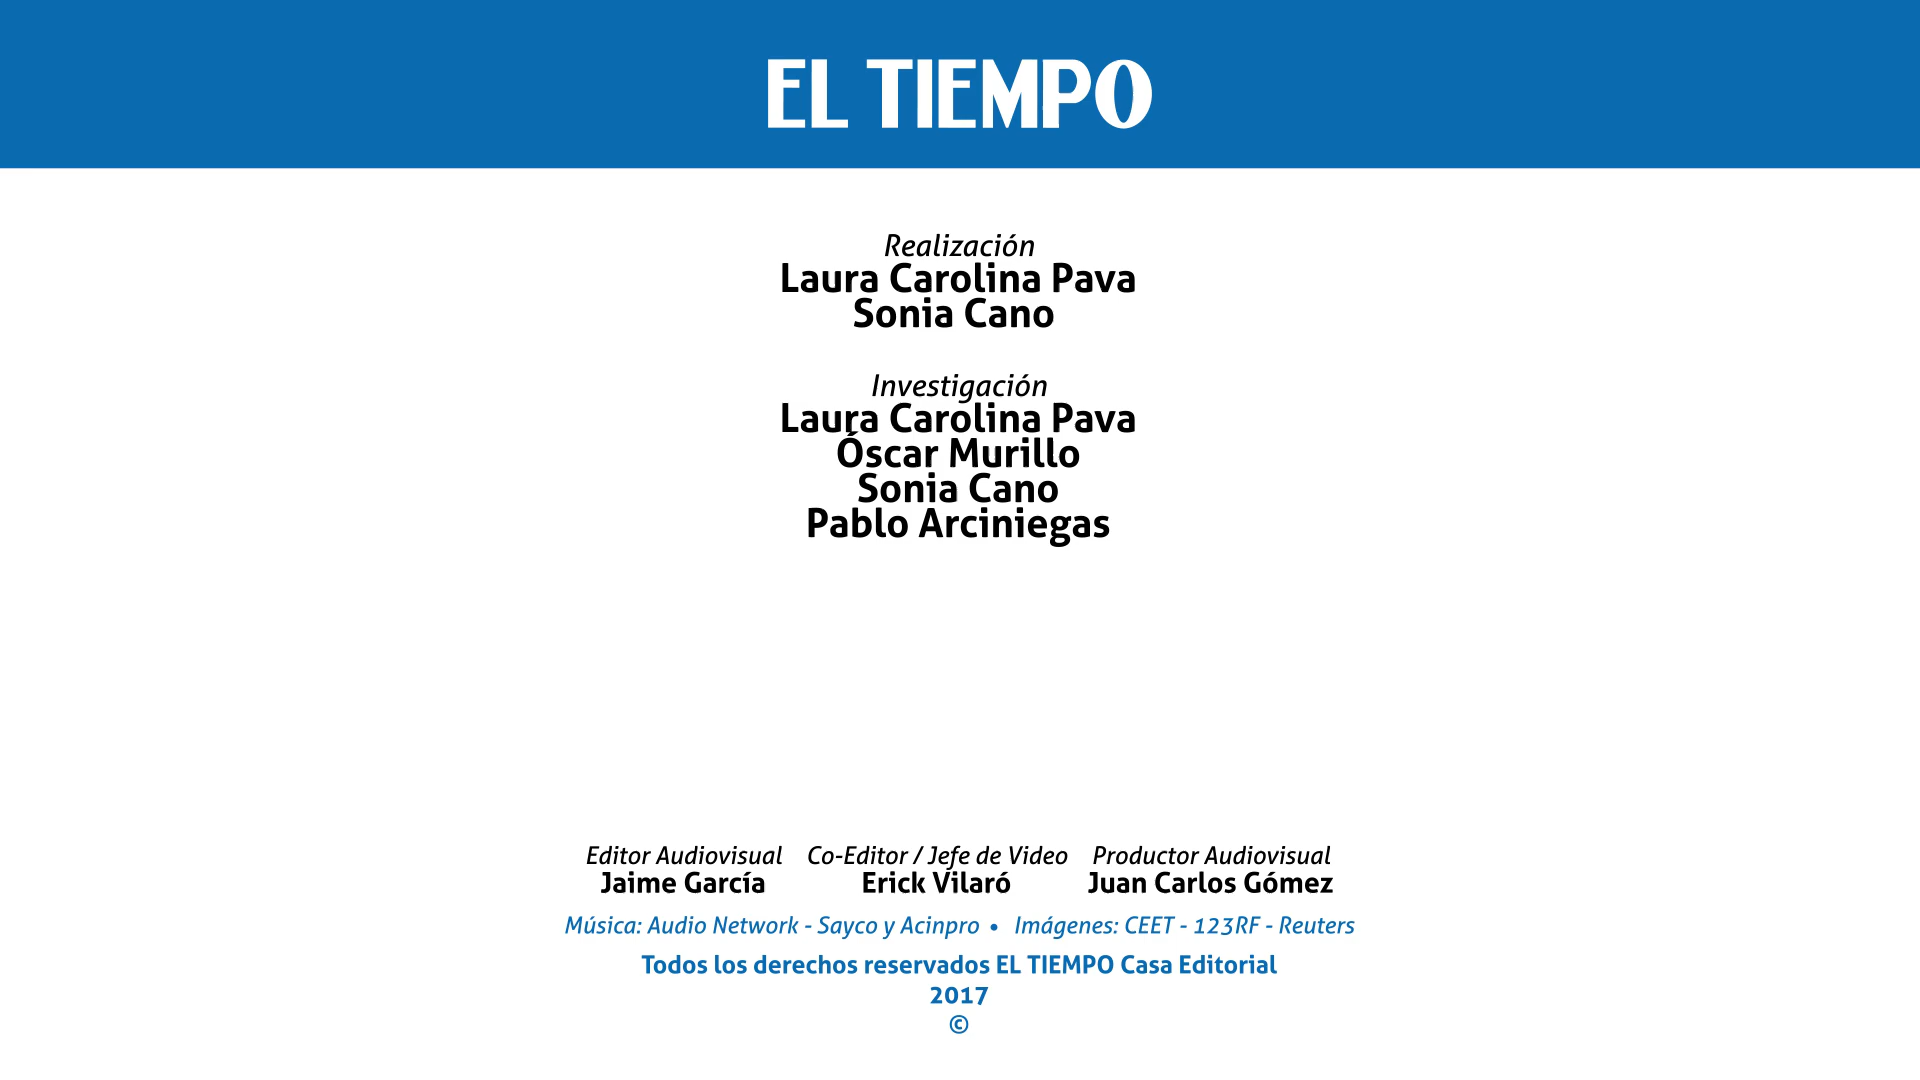 EL TIEMPO
Realización
Laura Carolina Pava
Sonia Cano
Investigación
Laura Carolina Pava
Óscar Murillo
Sonia Cano
Pablo Arciniegas
Editor Audiovisual Co-Editor / Jefe de Video Productor Audiovisual
Jaime García Erick Vilaró Juan Carlos Gómez
Música: Audio Network - Sayco y Acinpro • Imágenes: CEET - 123RF - Reuters
Todos los derechos reservados EL TIEMPO Casa Editorial
2017
©